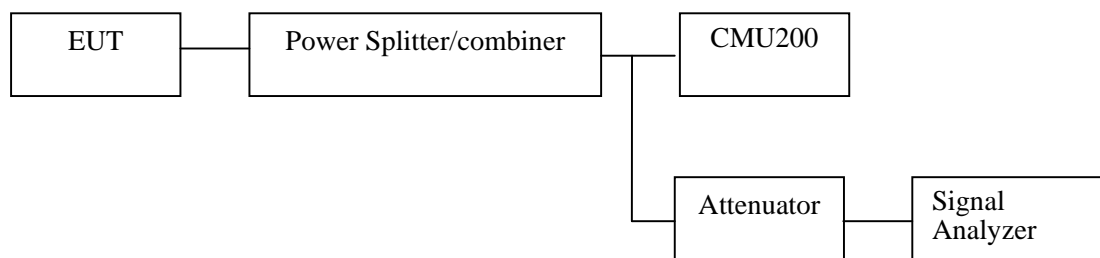 EUT
Power Splitter/combiner
CMU200
Attenuator
Signal
Analyzer